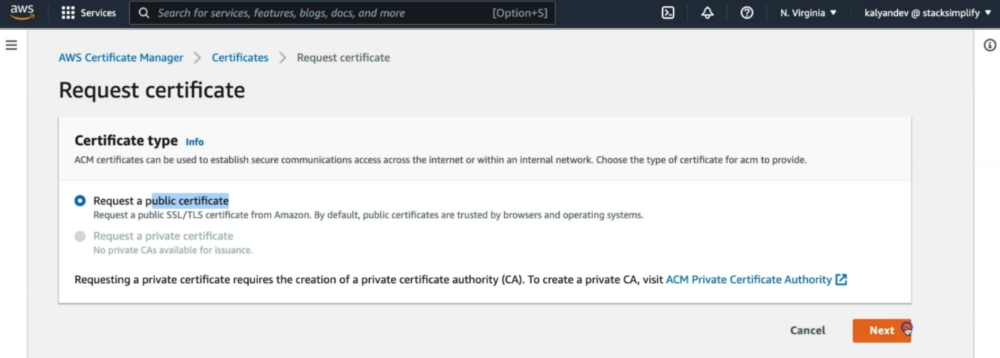 aws Services Search for services, features, blogs, docs, and more [Option+S] N. Virginia ▼ kalyandev @ stacksimplify ▼
AWS Certificate Manager > Certificates > Request certificate
Request certificate
Certificate type Info
ACM certificates can be used to establish secure communications access across the internet or within an internal network. Choose the type of certificate for acm to provide.
Request a public certificate
Request a public SSL/TLS certificate from Amazon. By default, public certificates are trusted by browsers and operating systems.
Request a private certificate
No private CAs available for issuance.
Requesting a private certificate requires the creation of a private certificate authority (CA). To create a private CA, visit ACM Private Certificate Authority
Cancel Next